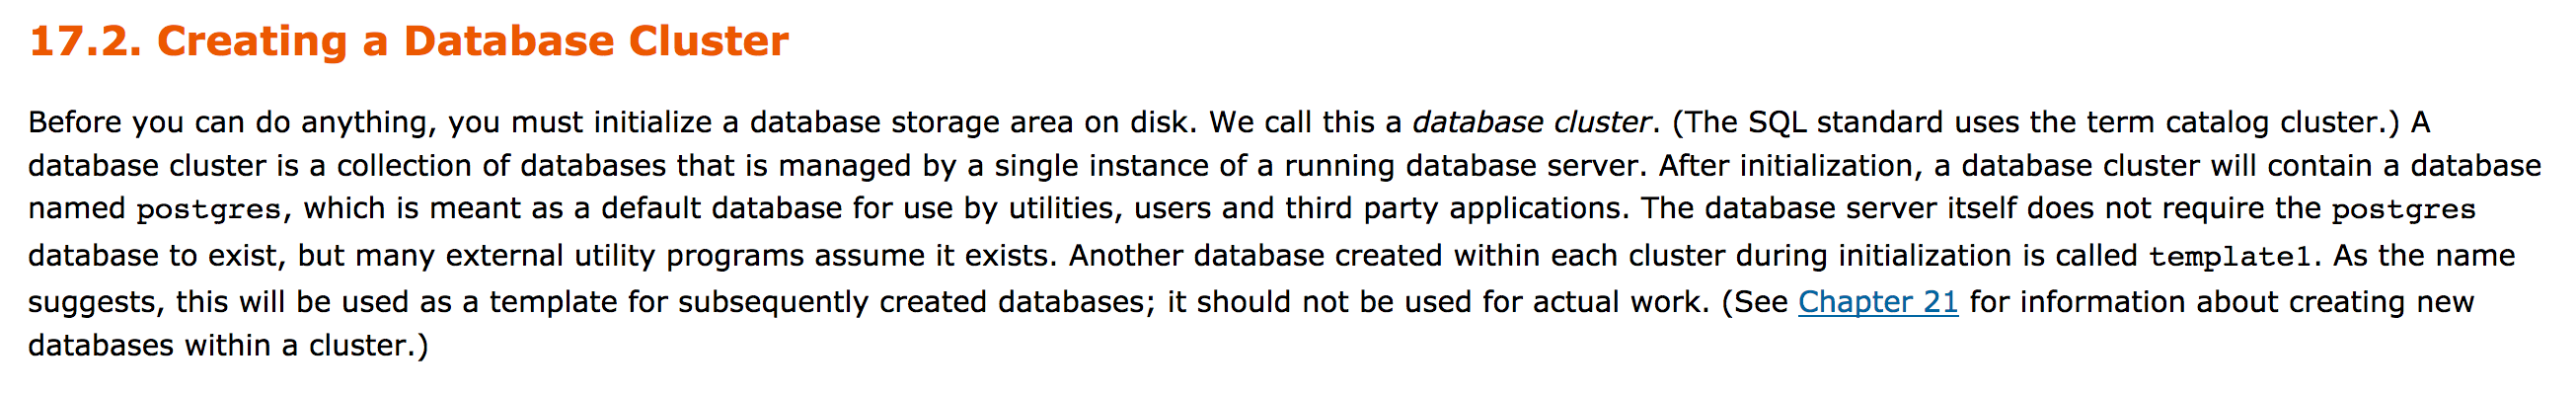 17.2. Creating a Database Cluster
Before you can do anything, you must initialize a database storage area on disk. We call this a database cluster. (The SQL standard uses the term catalog cluster.) A
database cluster is a collection of databases that is managed by a single instance of a running database server. After initialization, a database cluster will contain a database
named postgres, which is meant as a default database for use by utilities, users and third party applications. The database server itself does not require the postgres
database to exist, but many external utility programs assume it exists. Another database created within each cluster during initialization is called template1. As the name
suggests, this will be used as a template for subsequently created databases; it should not be used for actual work. (See Chapter 21 for information about creating new
databases within a cluster.)